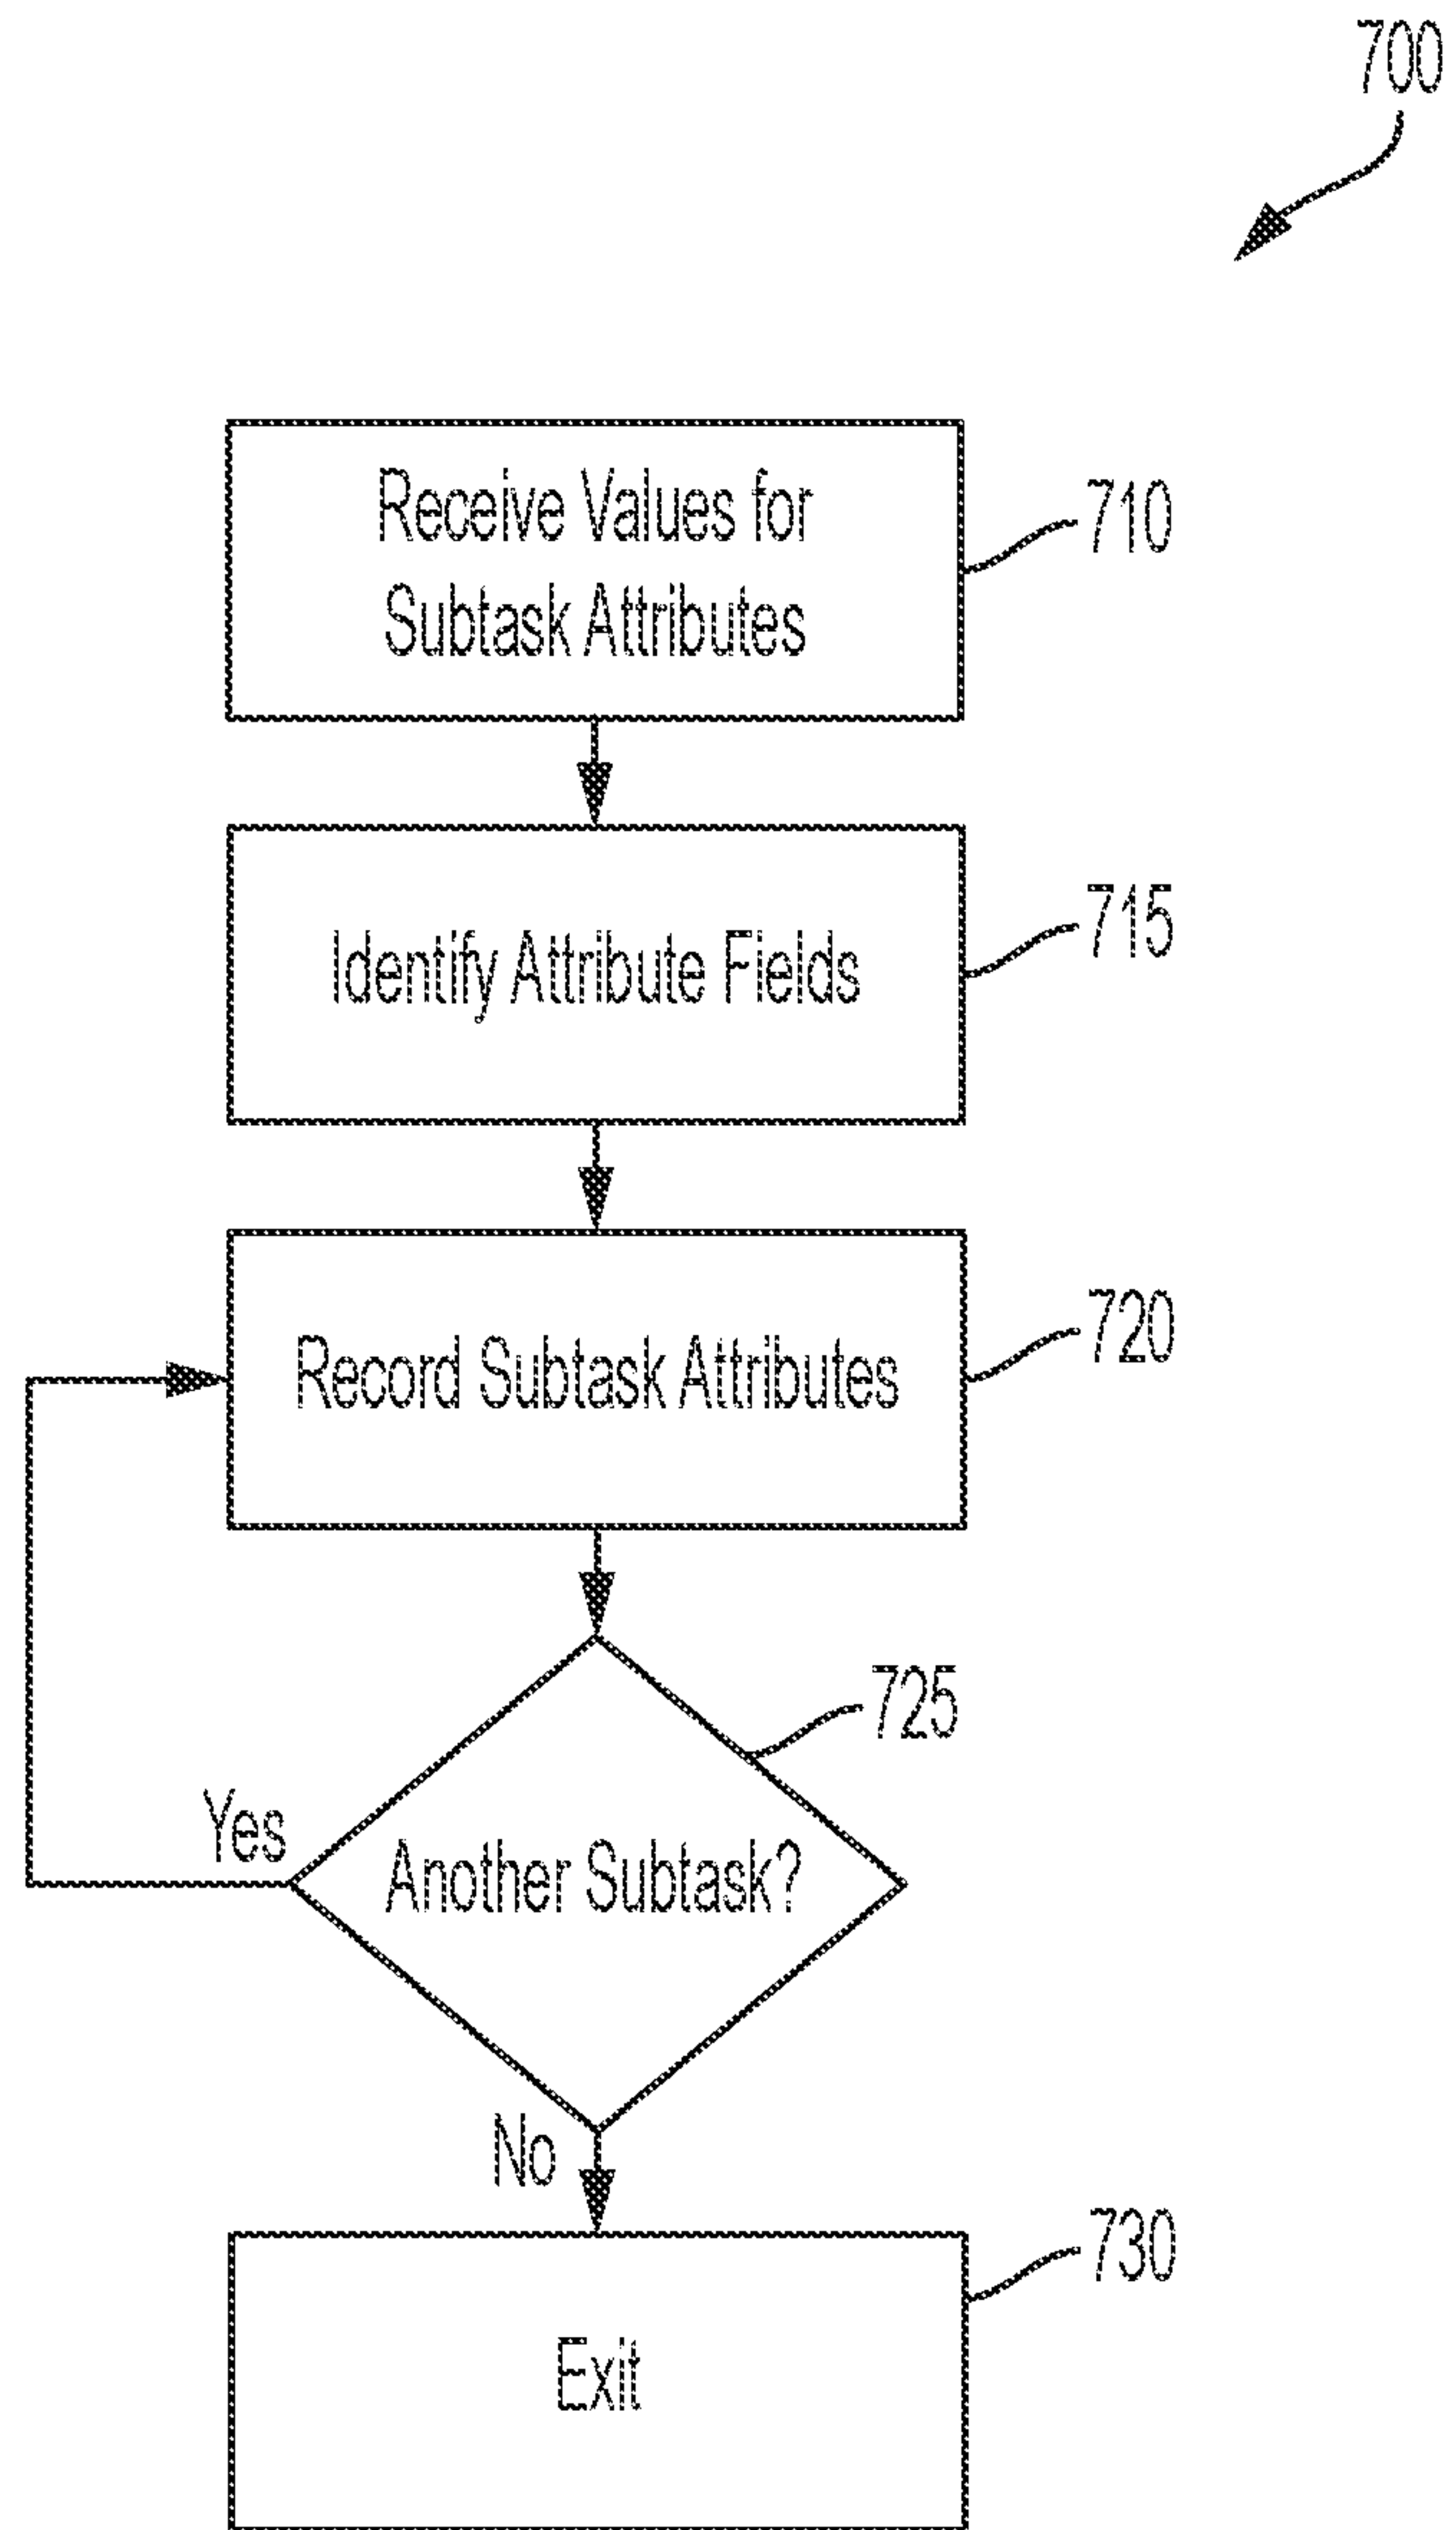 700
Receive Values for
Subtask Attributes
710
Identify Attribute Fields
715
Record Subtask Attributes
720
725
Yes
Another Subtask?
No
730
Exit